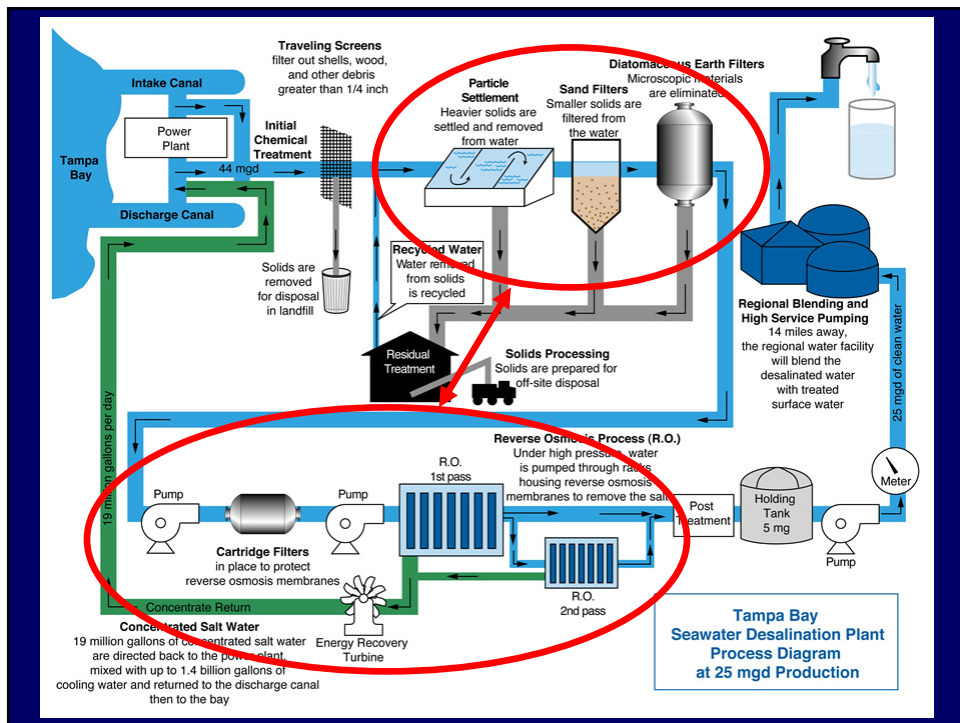 Traveling Screens
filter out shells, wood,
and other debris
greater than 1/4 inch
Intake Canal
Power
Plant
Tampa
Bay
44 mgd
Discharge Canal
Initial
Chemical
Treatment
Particle
Settlement
Heavier solids are
settled and removed
from water
Sand Filters
Smaller solids are
filtered from
the water
Diatomaceous Earth Filters
Microscopic materials
are eliminated
Solids are
removed
for disposal
in landfill
Recycled Water
Water removed
from solids
is recycled
Residual
Treatment
Solids Processing
Solids are prepared for
off-site disposal
Regional Blending and
High Service Pumping
14 miles away,
the regional water facility
will blend the
desalinated water
with treated
surface water
25 mgd of clean water
19 million gallons per day
Reverse Osmosis Process (R.O.)
Under high pressure, water
is pumped through racks
housing reverse osmosis
membranes to remove the salt
R.O.
1st pass
Pump
Pump
Cartridge Filters
in place to protect
reverse osmosis membranes
R.O.
2nd pass
Post
Treatment
Holding
Tank
5 mg
Pump
Meter
Concentrate Return
Energy Recovery
Turbine
Concentrated Salt Water
19 million gallons of concentrated salt water
are directed back to the power plant,
mixed with up to 1.4 billion gallons of
cooling water and returned to the discharge canal
then to the bay
Tampa Bay
Seawater Desalination Plant
Process Diagram
at 25 mgd Production